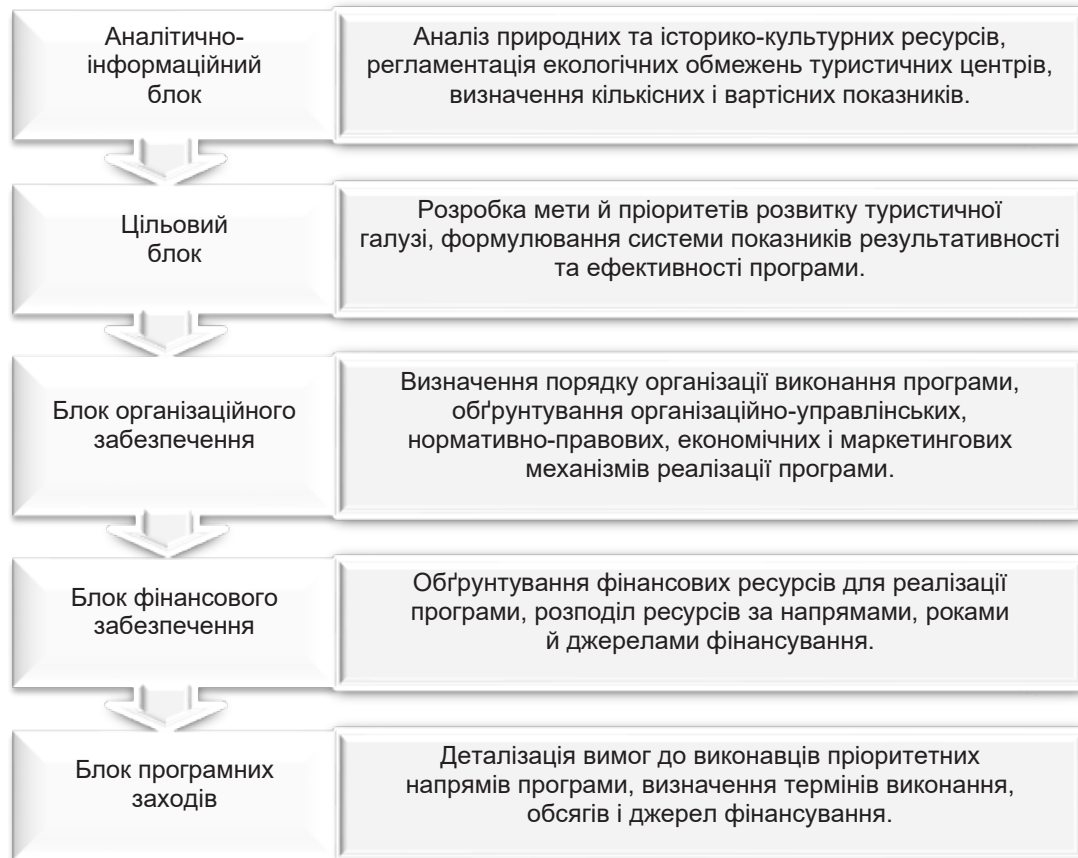 Аналітично-
інформаційний
блок
Аналіз природних та історико-культурних ресурсів,
регламентація екологічних обмежень туристичних центрів,
визначення кількісних і вартісних показників.
Цільовий
блок
Розробка мети й пріоритетів розвитку туристичної
галузі, формулювання системи показників результативності
та ефективності програми.
Блок організаційного
забезпечення
Визначення порядку організації виконання програми,
обґрунтування організаційно-управлінських,
нормативно-правових, економічних і маркетингових
механізмів реалізації програми.
Блок фінансового
забезпечення
Обґрунтування фінансових ресурсів для реалізації
програми, розподіл ресурсів за напрямами, роками
й джерелами фінансування.
Блок програмних
заходів
Деталізація вимог до виконавців пріоритетних
напрямів програми, визначення термінів виконання,
обсягів і джерел фінансування.